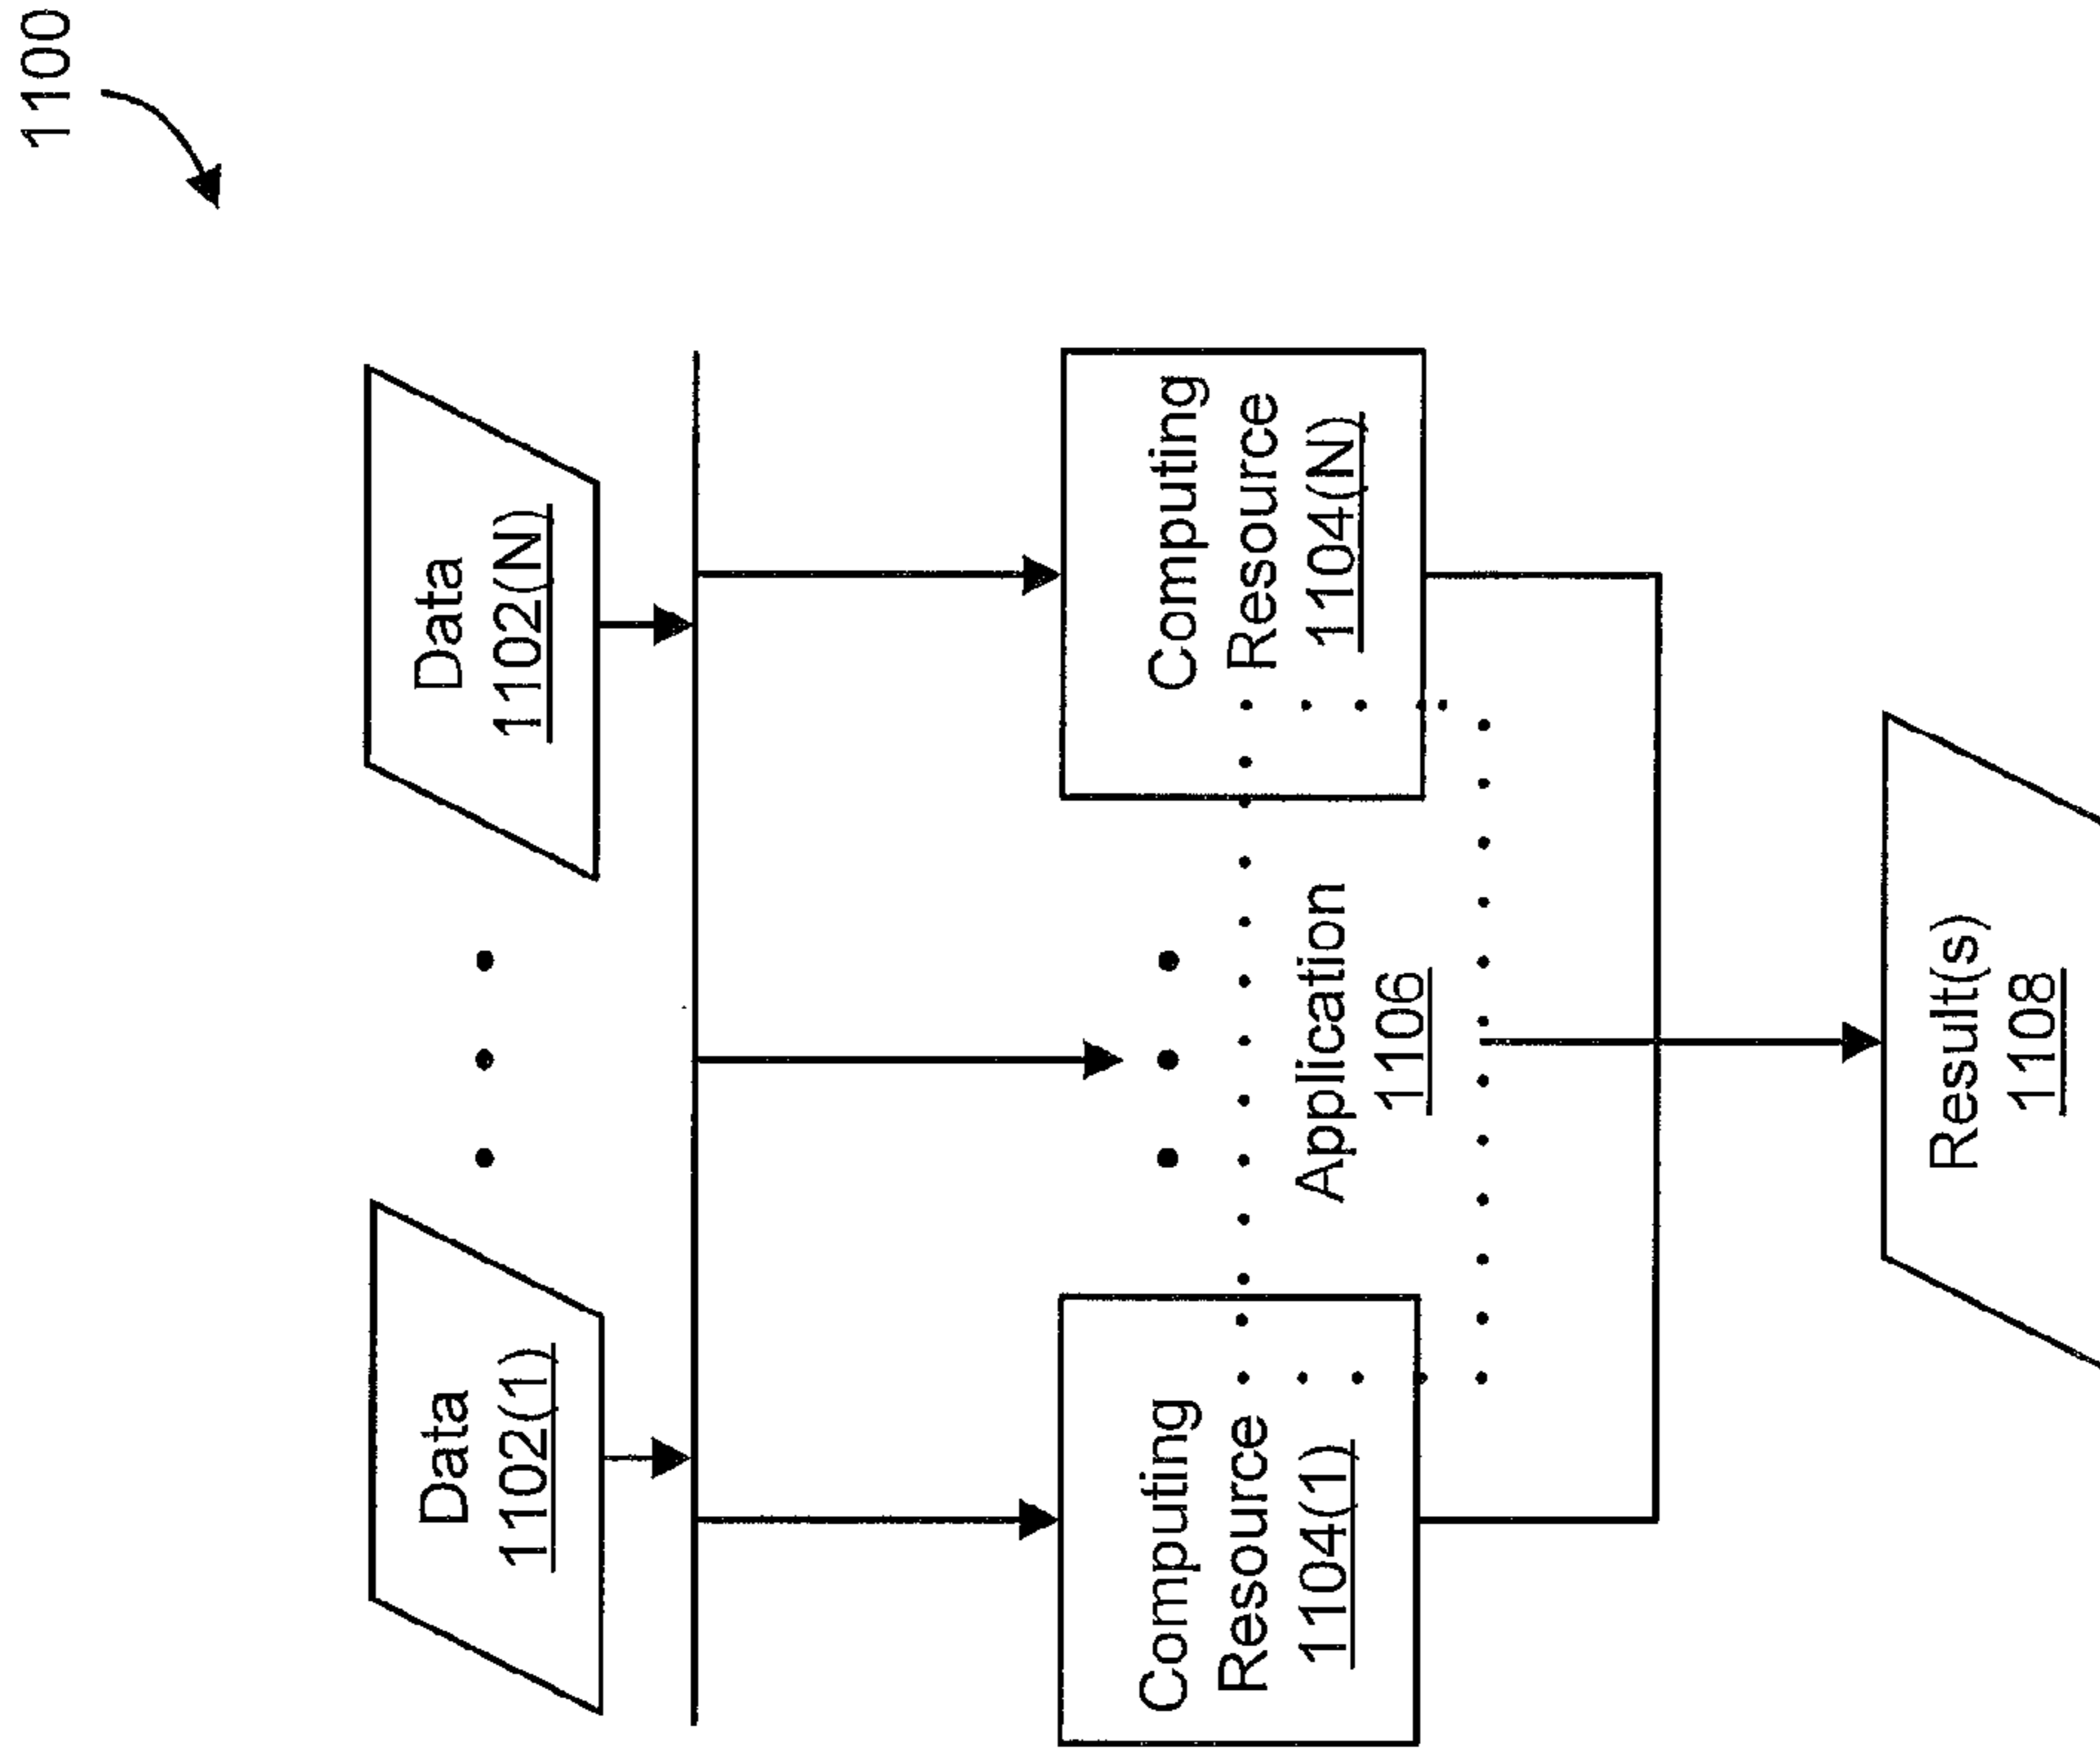 1100
Data
1102(1)
Data
1102(N)
Computing
Resource
1104(1)
Computing
Resource
1104(N)
Application
1106
Result(s)
1108